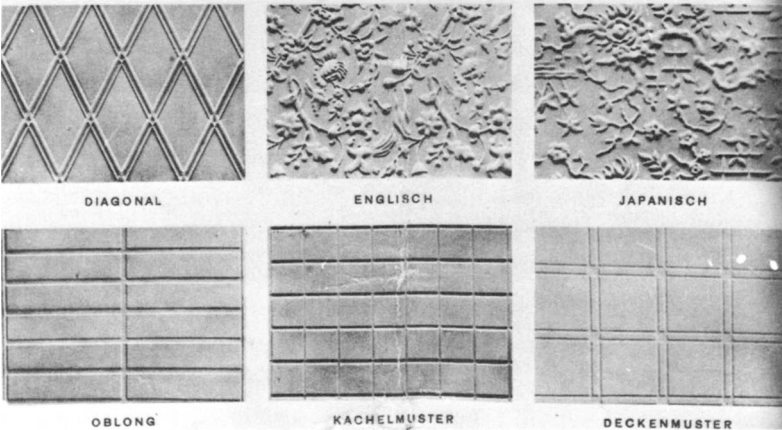 DIAGONAL
ENGLISCH
JAPANISCH
OBLONG
KACHELMUSTER
DECKENMUSTER